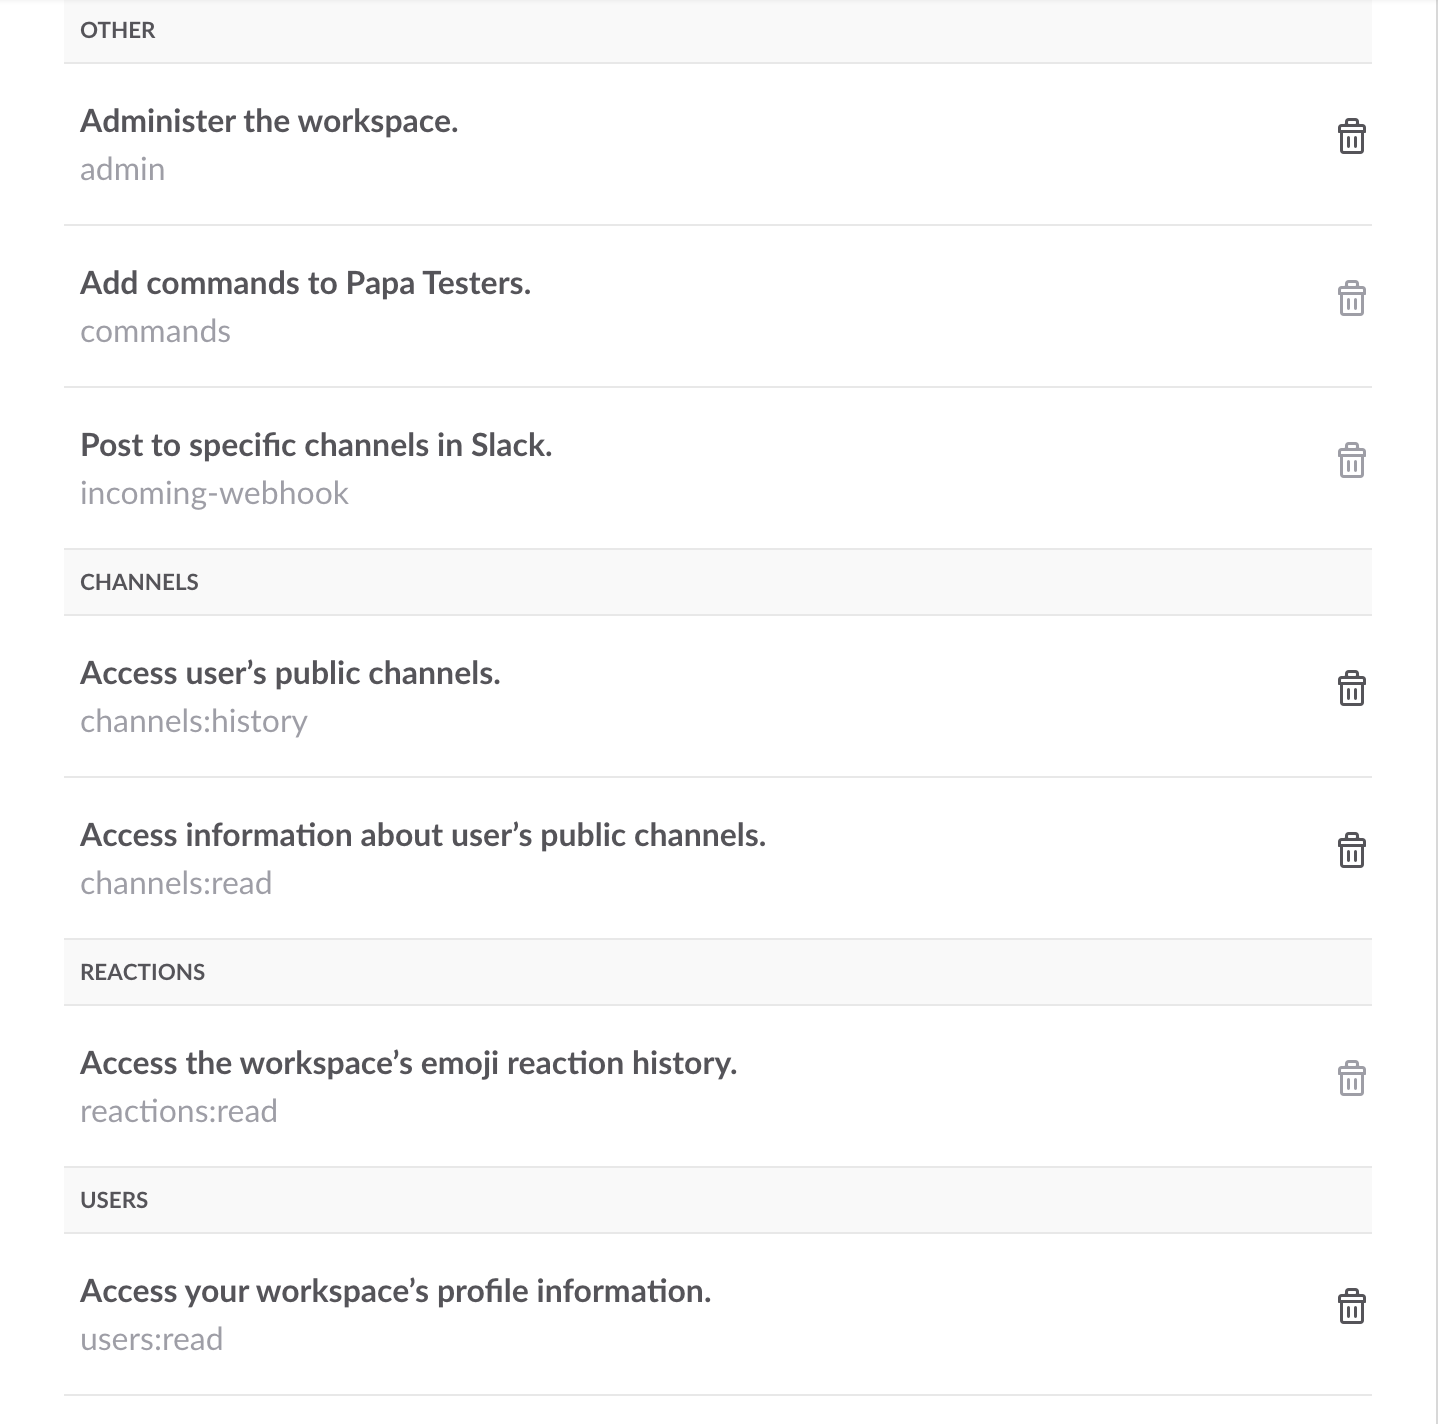 OTHER
Administer the workspace.
admin
Add commands to Papa Testers.
commands
Post to specific channels in Slack.
incoming-webhook
CHANNELS
Access user’s public channels.
channels:history
Access information about user’s public channels.
channels:read
REACTIONS
Access the workspace’s emoji reaction history.
reactions:read
USERS
Access your workspace’s profile information.
users:read